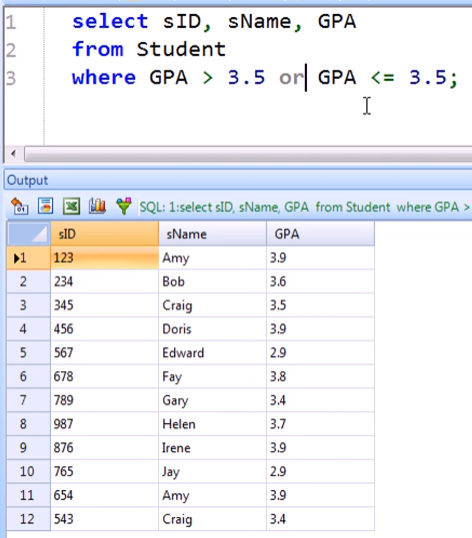 1 select sID, sName, GPA
2 from Student
3 where GPA > 3.5 or GPA <= 3.5;
Output
SQL: 1:select sID, sName, GPA from Student where GPA >
sID sName GPA
1 123 Amy 3.9
2 234 Bob 3.6
3 345 Craig 3.5
4 456 Doris 3.9
5 567 Edward 2.9
6 678 Fay 3.8
7 789 Gary 3.4
8 987 Helen 3.7
9 876 Irene 3.9
10 765 Jay 2.9
11 654 Amy 3.9
12 543 Craig 3.4